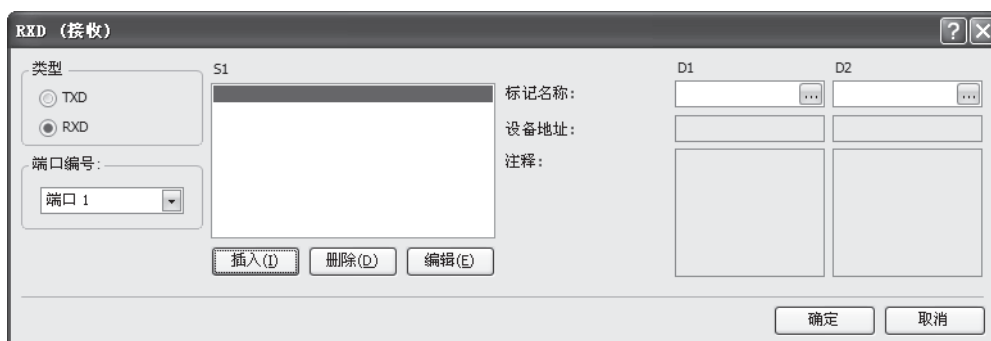 RXD (接收)
类型
TXD
RXD
端口编号:
端口 1
S1
插入(I)
删除(D)
编辑(E)
标记名称:
设备地址:
注释:
D1
...
D2
...
确定
取消